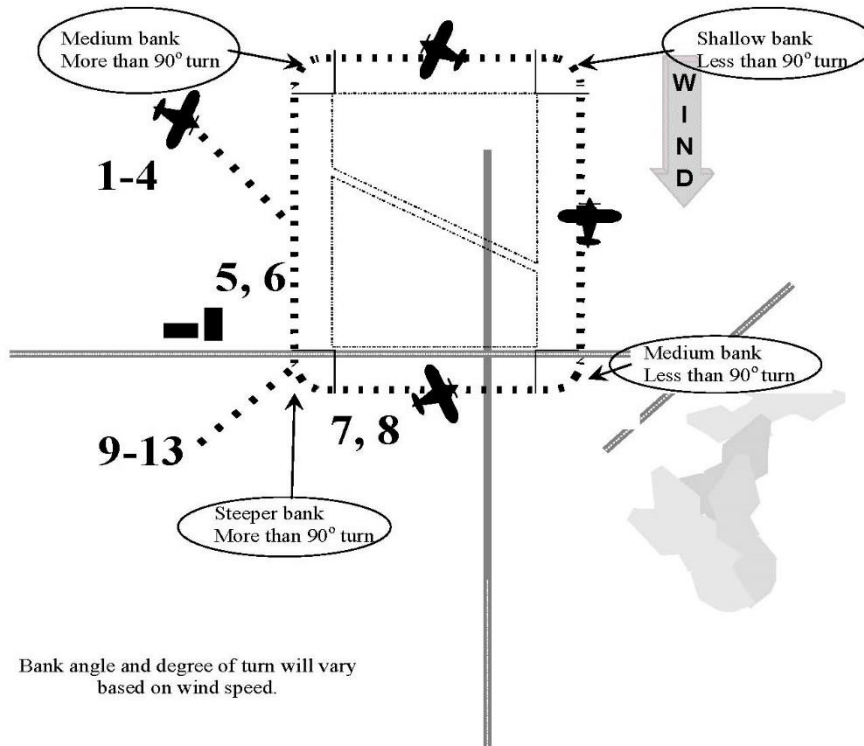 Medium bank
More than 90° turn
Shallow bank
Less than 90° turn
W
I
N
D
1-4
5, 6
Medium bank
Less than 90° turn
7, 8
9-13
Steeper bank
More than 90° turn
Bank angle and degree of turn will vary
based on wind speed.